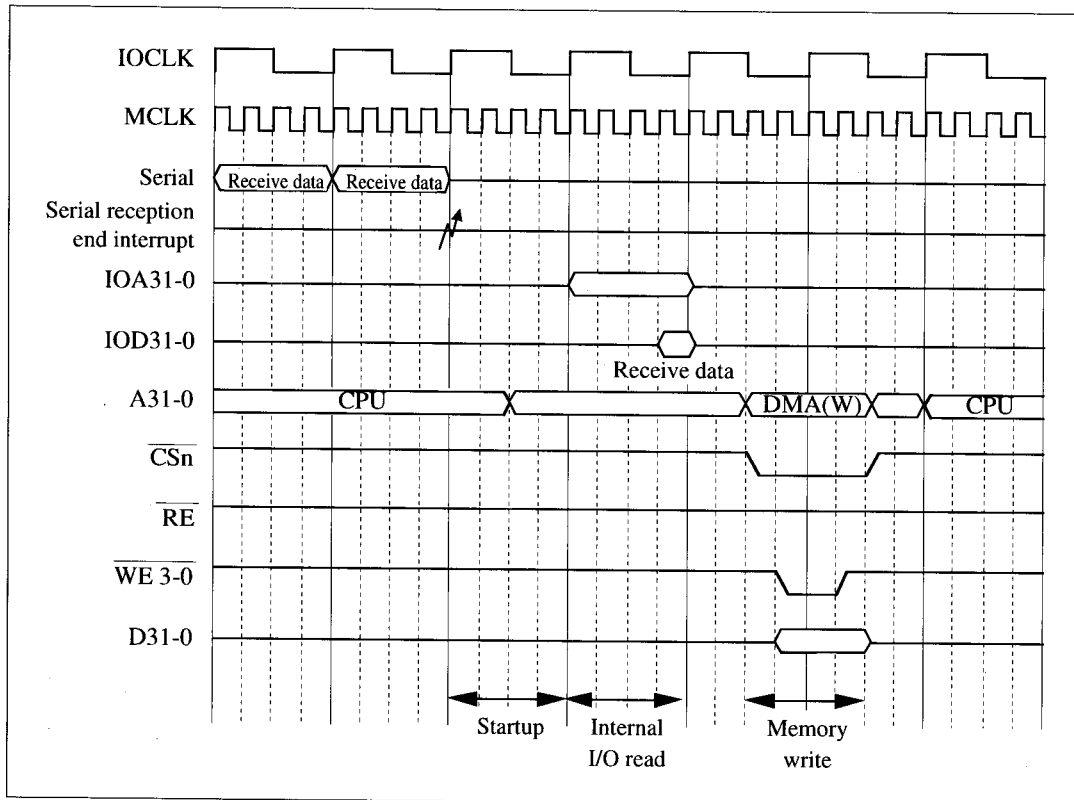 IOCLK
MCLK
Serial
Receive data Receive data
Serial reception
end interrupt
IOA31-0
IOD31-0
Receive data
A31-0
CPU DMA(W) CPU
CSn
RE
WE 3-0
D31-0
Startup Internal I/O read Memory write